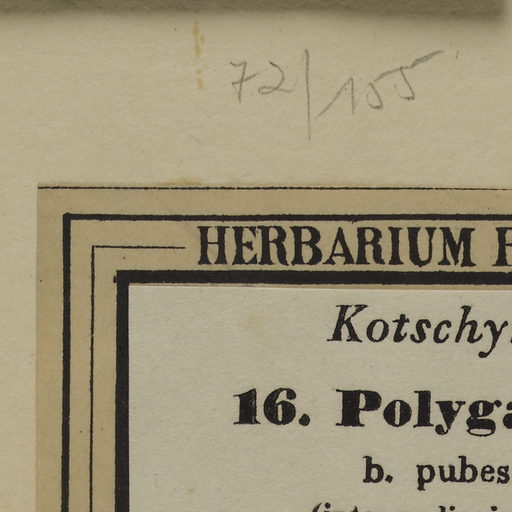 72/155
HERBARIUM
Kotschy
16. Polyga
b. pubes